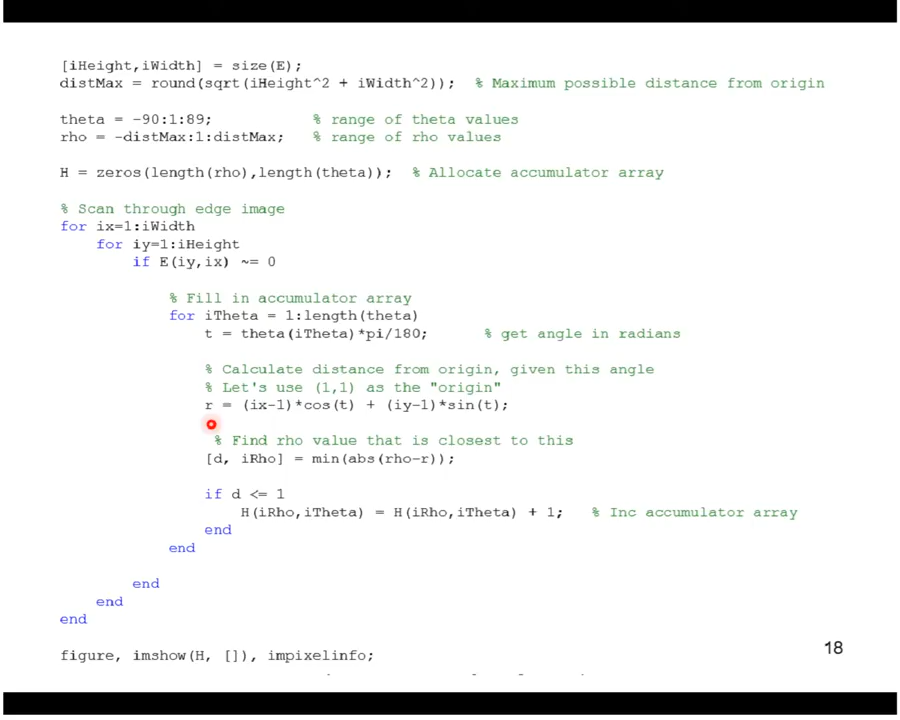 [iHeight,iWidth] = size(E);
distMax = round(sqrt(iHeight^2 + iWidth^2)); % Maximum possible distance from origin
theta = -90:1:89; % range of theta values
rho = -distMax:1:distMax; % range of rho values
H = zeros(length(rho),length(theta)); % Allocate accumulator array
% Scan through edge image
for ix=1:iWidth
for iy=1:iHeight
if E(iy,ix) ~= 0
% Fill in accumulator array
for iTheta = 1:length(theta)
t = theta(iTheta)*pi/180; % get angle in radians
% Calculate distance from origin, given this angle
% Let's use (1,1) as the "origin"
r = (ix-1)*cos(t) + (iy-1)*sin(t);
% Find rho value that is closest to this
[d, iRho] = min(abs(rho-r));
if d <= 1
H(iRho,iTheta) = H(iRho,iTheta) + 1; % Inc accumulator array
end
end
end
end
end
figure, imshow(H, []), impixelinfo;
18